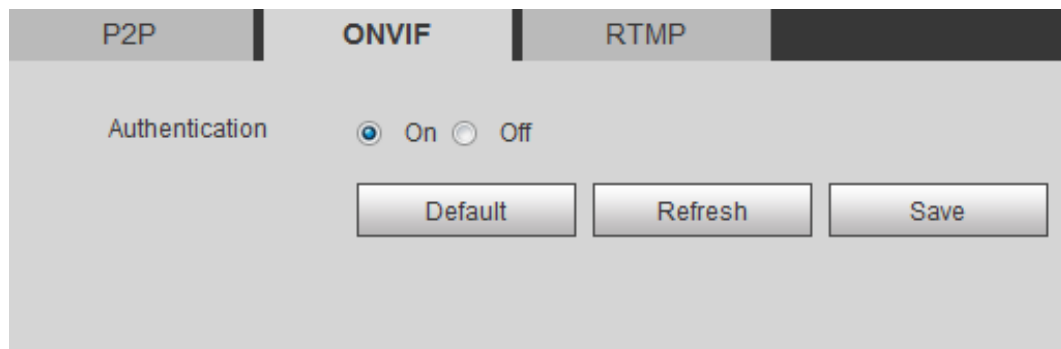 P2P ONVIF RTMP
Authentication On Off
Default Refresh Save